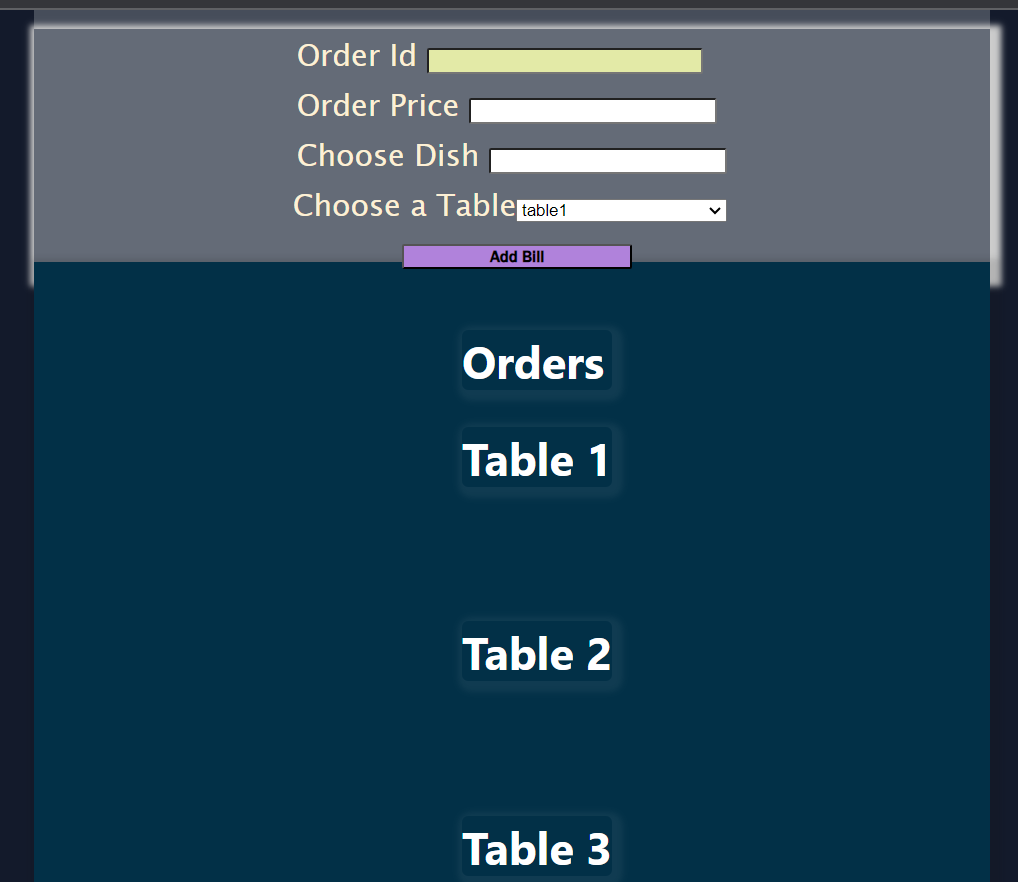 Order Id
Order Price
Choose Dish
Choose a Table table1
Add Bill
Orders
Table 1
Table 2
Table 3